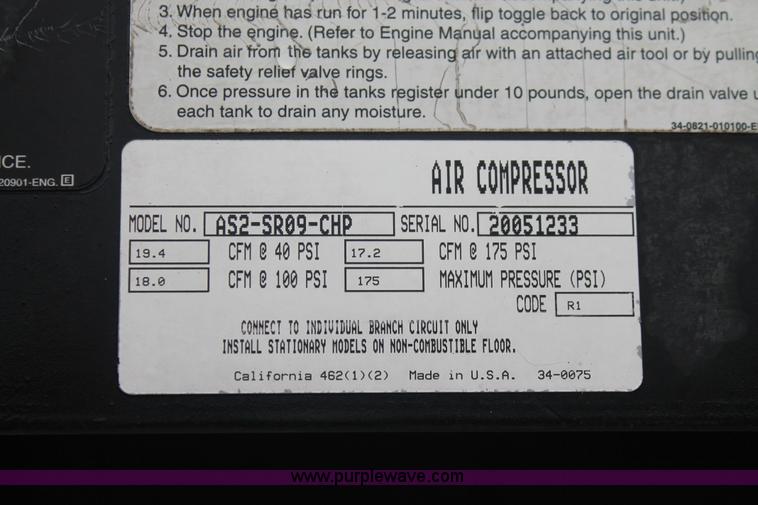 3. When engine has run for 1-2 minutes, flip toggle back to original position.
4. Stop the engine. (Refer to Engine Manual accompanying this unit.)
5. Drain air from the tanks by releasing air with an attached air tool or by pulling
the safety relief valve rings.
6. Once pressure in the tanks register under 10 pounds, open the drain valve
each tank to drain any moisture.
34-0821-010100-E
CE.
20901-ENG. E
AIR COMPRESSOR
MODEL NO. AS2-SR09-CHP SERIAL NO. 20051233
19.4 CFM @ 40 PSI 17.2 CFM @ 175 PSI
18.0 CFM @ 100 PSI 175 MAXIMUM PRESSURE (PSI)
CODE R1
CONNECT TO INDIVIDUAL BRANCH CIRCUIT ONLY
INSTALL STATIONARY MODELS ON NON-COMBUSTIBLE FLOOR.
California 462(1)(2) Made in U.S.A. 34-0075
www.purplewave.com